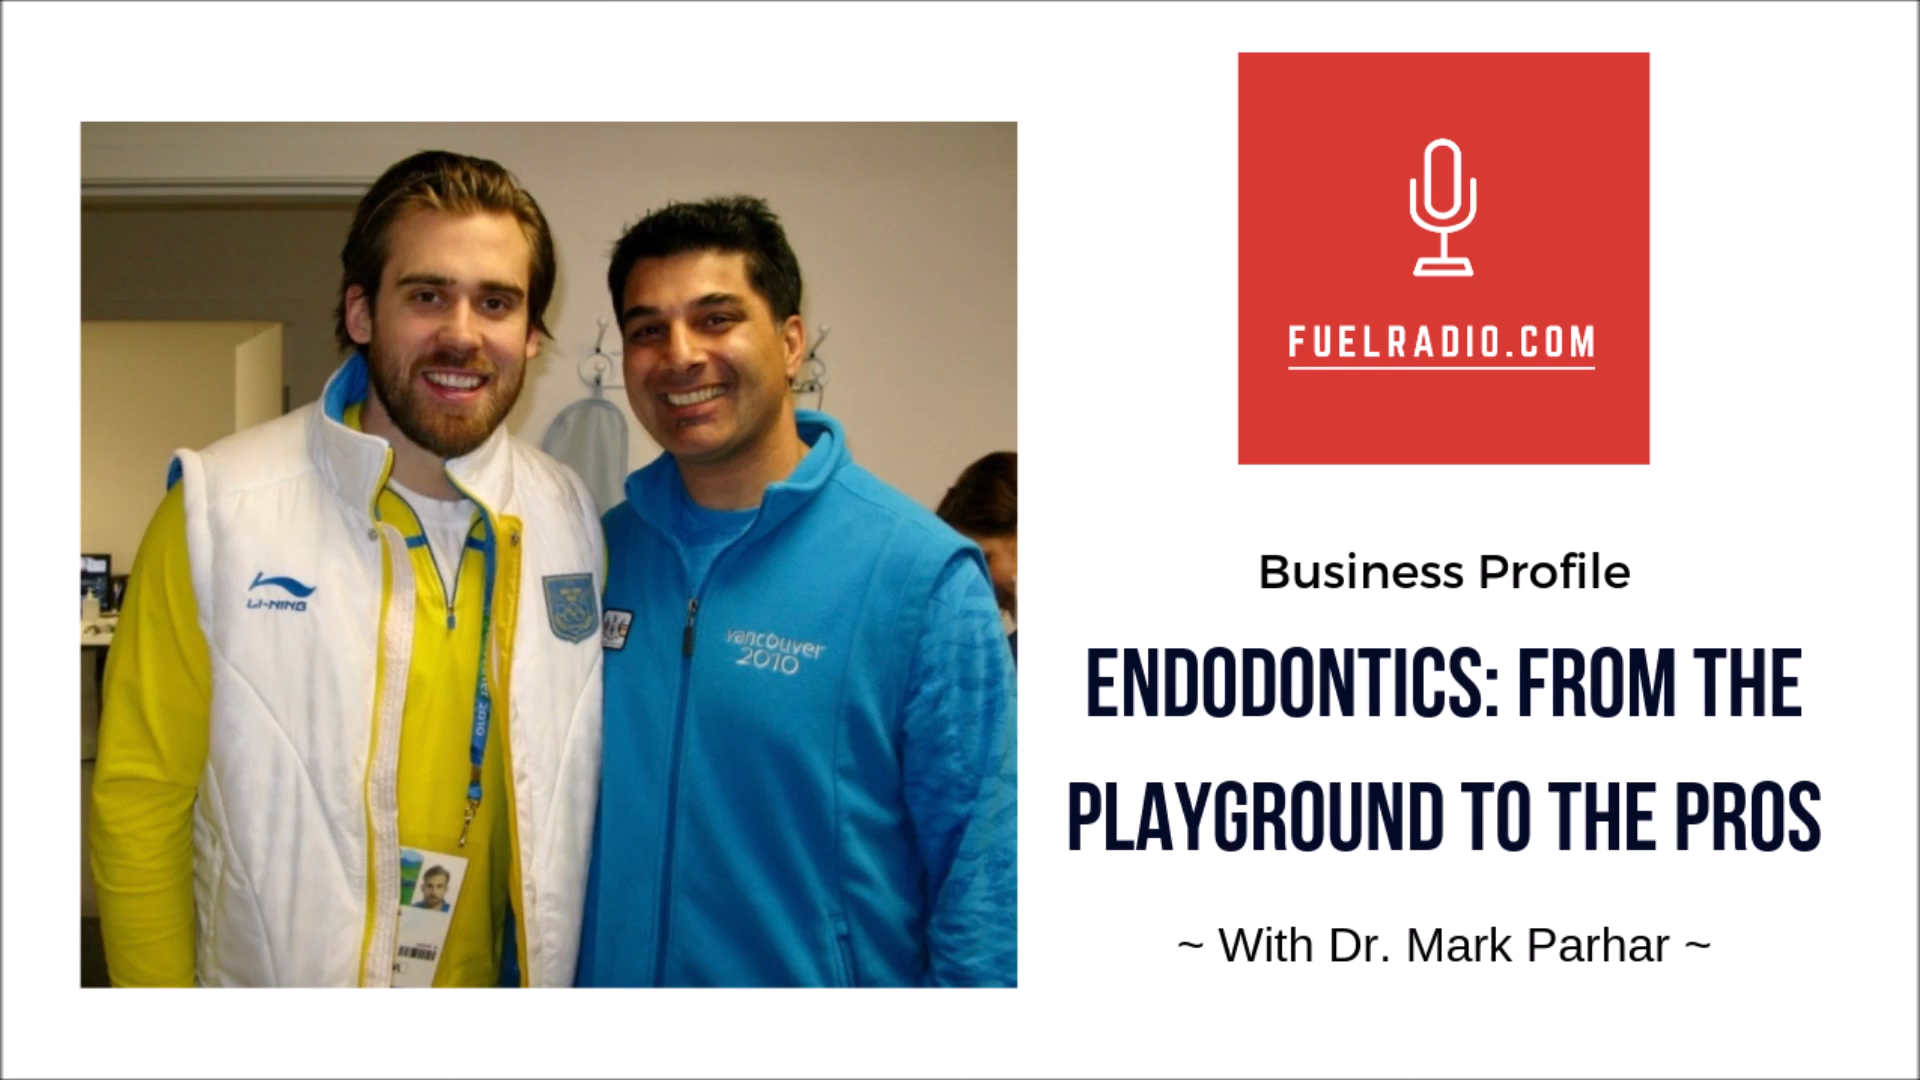 FUELRADIO.COM
Business Profile
ENDODONTICS: FROM THE
PLAYGROUND TO THE PROS
~ With Dr. Mark Parhar ~
LI-NING
vancouver
2010